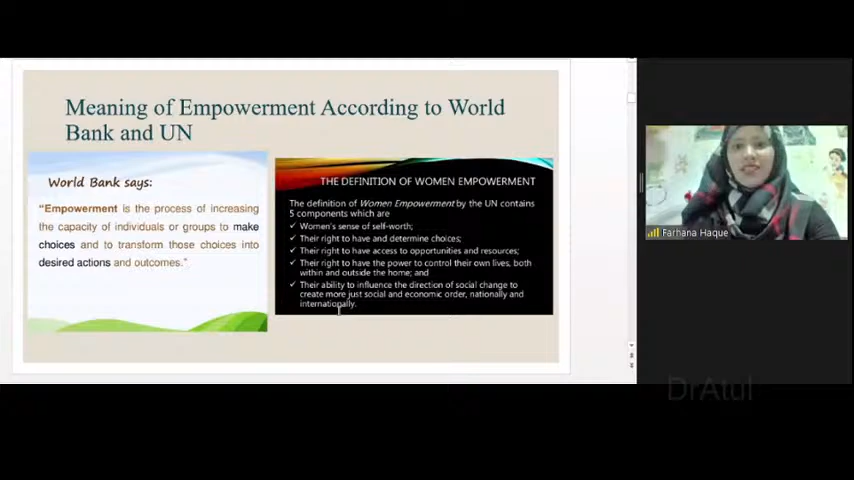 Meaning of Empowerment According to World
Bank and UN
World Bank says:
“Empowerment is the process of increasing
the capacity of individuals or groups to make
choices and to transform those choices into
desired actions and outcomes.”
THE DEFINITION OF WOMEN EMPOWERMENT
The definition of Women Empowerment by the UN contains
5 components which are
✓ Women's sense of self-worth;
✓ Their right to have and determine choices;
✓ Their right to have access to opportunities and resources;
✓ Their right to have the power to control their own lives, both
within and outside the home; and
✓ Their ability to influence the direction of social change to
create more just social and economic order, nationally and
internationally.
Farhana Haque
DrAtul